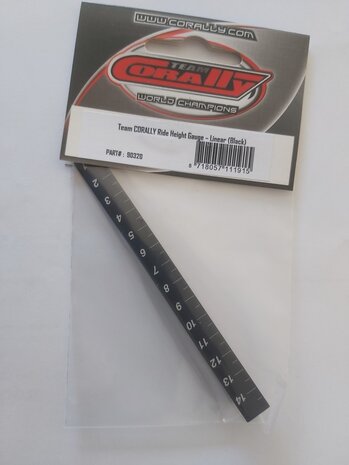 WWW.CORALLY.COM
TEAM
CORALLY
WORLD CHAMPIONS
Team CORALLY Ride Height Gauge - Linear (Black)
PART# : 90320
8 718057 111915
2
3
4
5
6
7
8
9
10
11
12
13
14